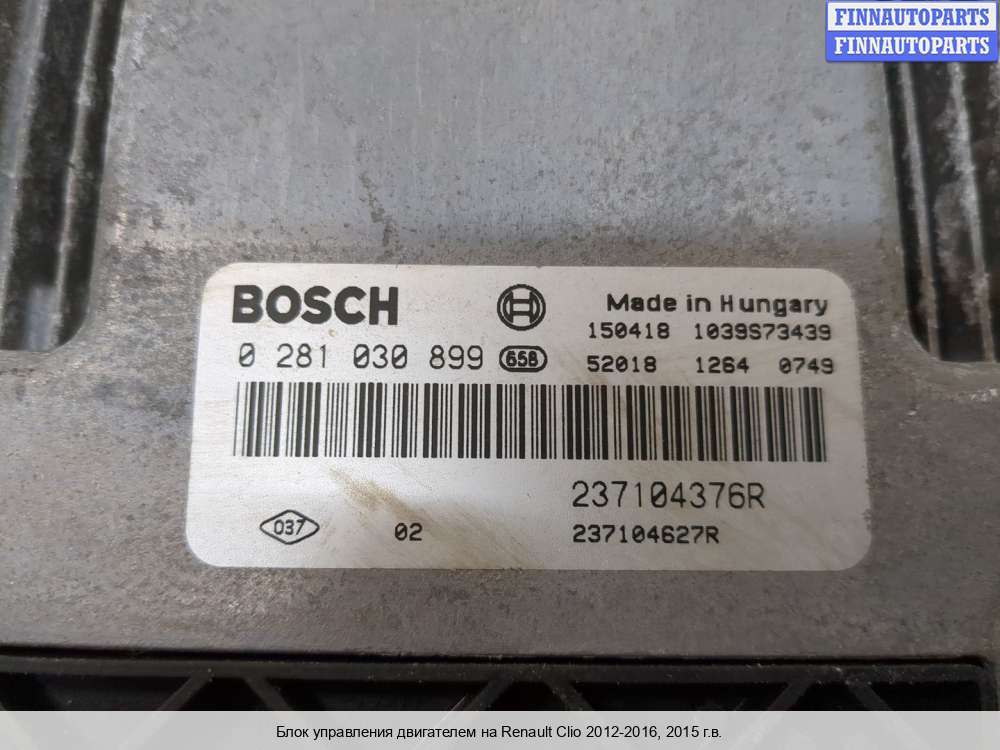 FINNAUTOPARTS
FINNAUTOPARTS
BOSCH
Made in Hungary
150418 1039S73439
0 281 030 899 658
52018 1264 0749
237104376R
037 02 237104627R
Блок управления двигателем на Renault Clio 2012-2016, 2015 г.в.